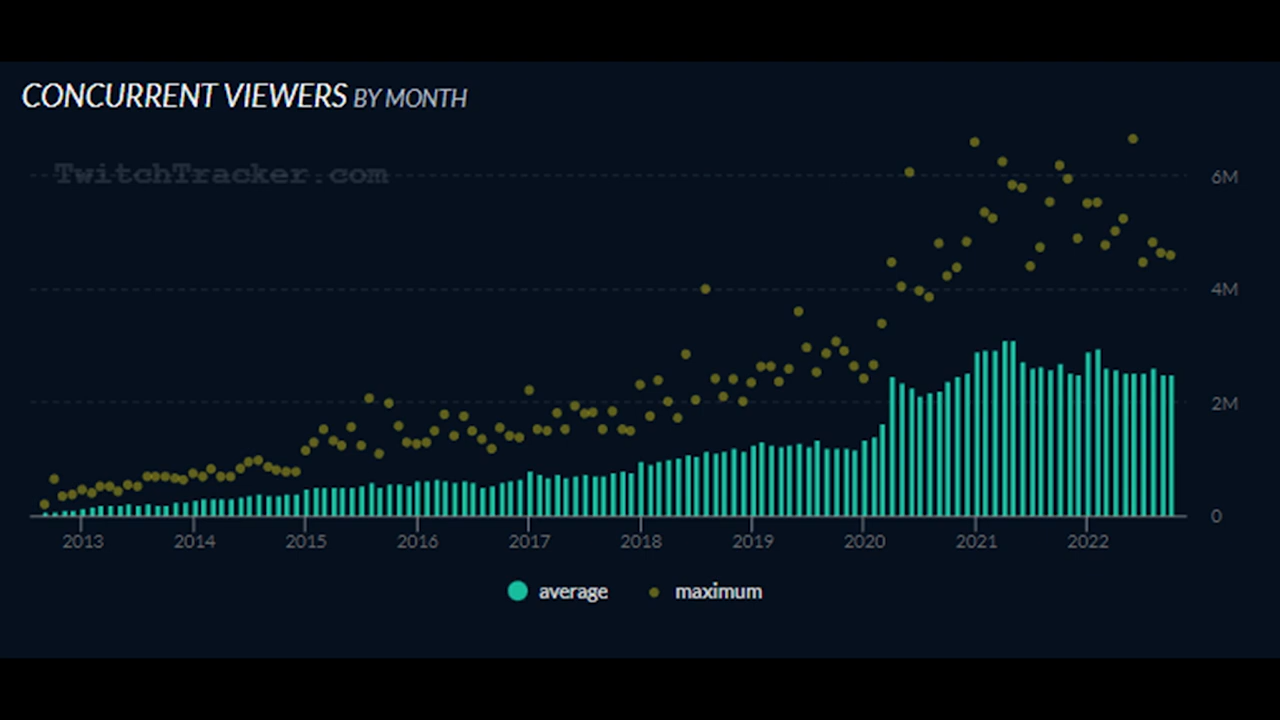 CONCURRENT VIEWERS BY MONTH
TwitchTracker.com
6M
4M
2M
0
2013 2014 2015 2016 2017 2018 2019 2020 2021 2022
average maximum